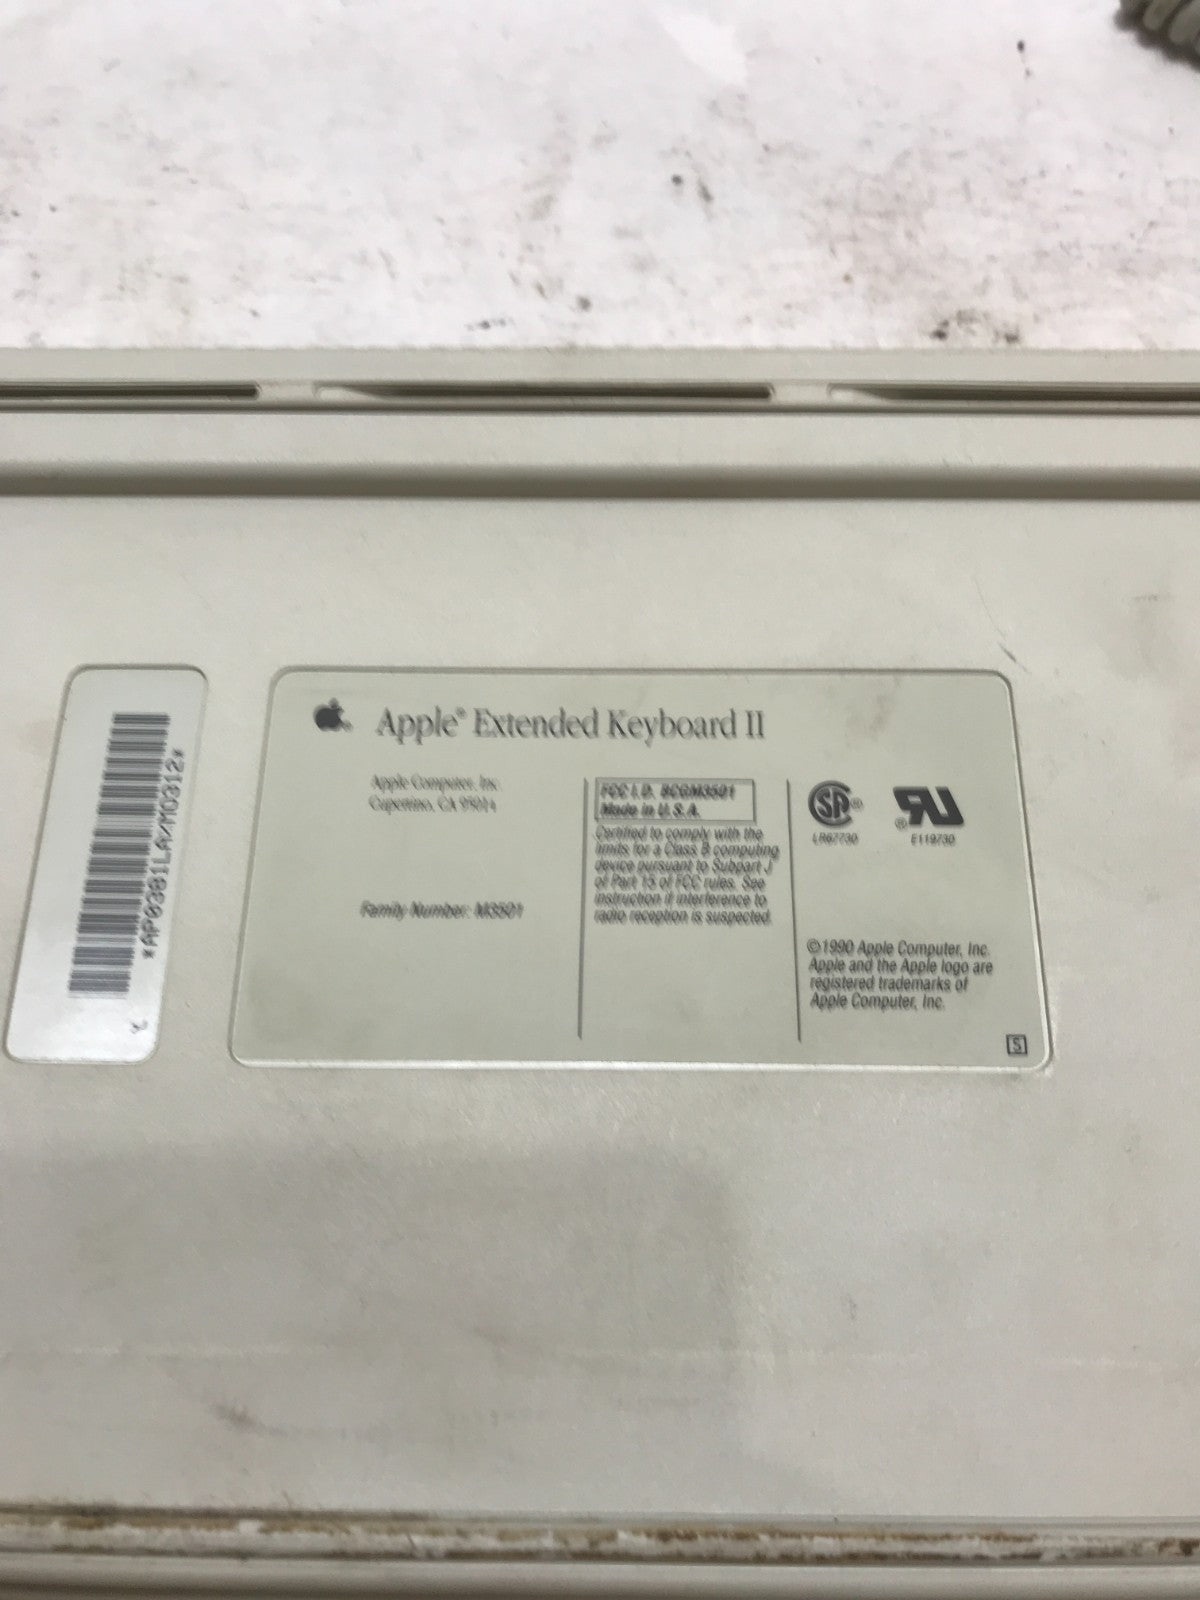 *AP0381LA/M0312*
Apple® Extended Keyboard II
Apple Computer, Inc.
Cupertino, CA 95014
Family Number: M3501
FCC I.D. BCGM3501
Made in U.S.A.
Certified to comply with the
limits for a Class B computing
device pursuant to Subpart J
of Part 15 of FCC rules. See
instruction if interference to
radio reception is suspected.
SA®
LR67730
®
E119730
©1990 Apple Computer, Inc.
Apple and the Apple logo are
registered trademarks of
Apple Computer, Inc.
S